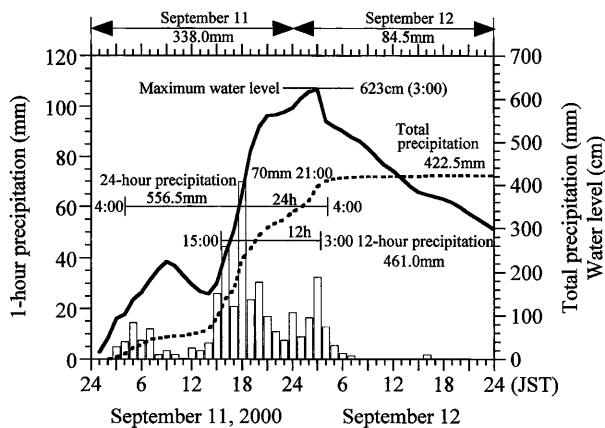 September 11
September 12
338.0mm
84.5mm
120
700
Maximum water level
623cm (3:00)
100
600
Total
precipitation
422.5mm
500
80
24-hour precipitation
70mm 21:00
400
556.5mm
24h
4:00
4:00
60
300
15:00
12h
3:00 12-hour precipitation
461.0mm
40
200
20
100
0
0
24 6 12 18 24 6 12 18 24 (JST)
September 11, 2000
September 12
1-hour precipitation (mm)
Total precipitation (mm)
Water level (cm)